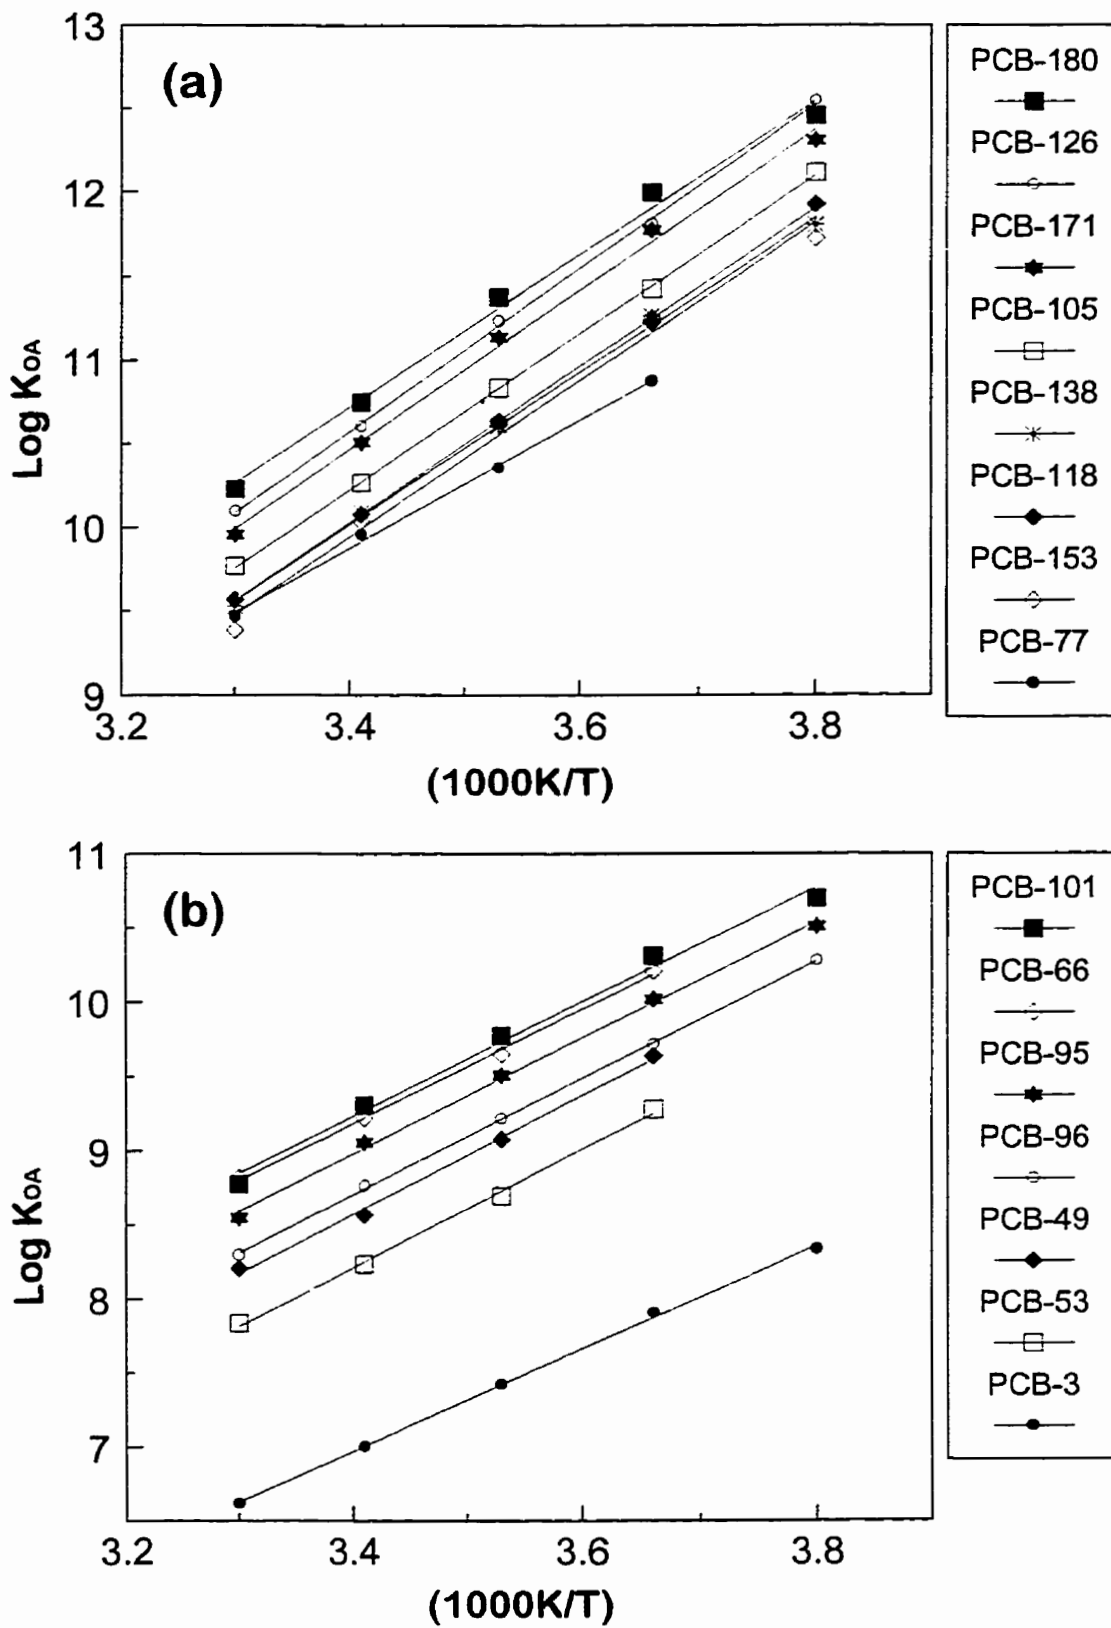 13
12
11
10
9
Log KOA
(a)
3.2
3.4
3.6
3.8
(1000K/T)
PCB-180
PCB-126
PCB-171
PCB-105
PCB-138
PCB-118
PCB-153
PCB-77
11
10
9
8
7
Log KOA
(b)
3.2
3.4
3.6
3.8
(1000K/T)
PCB-101
PCB-66
PCB-95
PCB-96
PCB-49
PCB-53
PCB-3